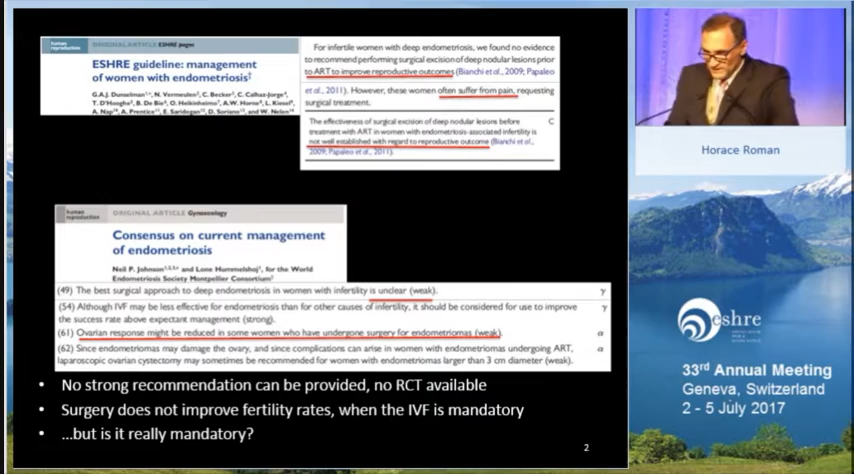 human reproduction
ORIGINAL ARTICLE ESHRE pages
ESHRE guideline: management
of women with endometriosis†
G.A.J. Dunselman
N. Vermeulen
C. Becker
C. Calhaz-Jorge
T. D'Hooghe
B. De Bie
O. Heikinheimo
A.W. Horne
L. Kiesel
A. Nap
A. Prentice
E. Saridogan
D. Soriano
and W. Nelen
For infertile women with deep endometriosis, we found no evidence
to recommend performing surgical excision of deep nodular lesions prior
to ART to improve reproductive outcomes (Bianchi et al., 2009; Papaleo
et al., 2011). However, these women often suffer from pain, requesting
surgical treatment.
The effectiveness of surgical excision of deep nodular lesions before C
treatment with ART in women with endometriosis-associated infertility is
not well established with regard to reproductive outcome (Bianchi et al.,
2009; Papaleo et al., 2011).
human reproduction
ORIGINAL ARTICLE Gynaecology
Consensus on current management
of endometriosis
Neil P. Johnson and Lone Hummelshoj, for the World
Endometriosis Society Montpellier Consortium
(49) The best surgical approach to deep endometriosis in women with infertility is unclear (weak). γ
(54) Although IVF may be less effective for endometriosis than for other causes of infertility, it should be considered for use to improve γ
the success rate above expectant management (strong).
(61) Ovarian response might be reduced in some women who have undergone surgery for endometriomas (weak). α
(62) Since endometriomas may damage the ovary, and since complications can arise in women with endometriomas undergoing ART, α
laparoscopic ovarian cystectomy may sometimes be recommended for women with endometriomas larger than 3 cm diameter (weak).
• No strong recommendation can be provided, no RCT available
• Surgery does not improve fertility rates, when the IVF is mandatory
• …but is it really mandatory?
2
Horace Roman
eshre
33rd Annual Meeting
Geneva, Switzerland
2 - 5 July 2017